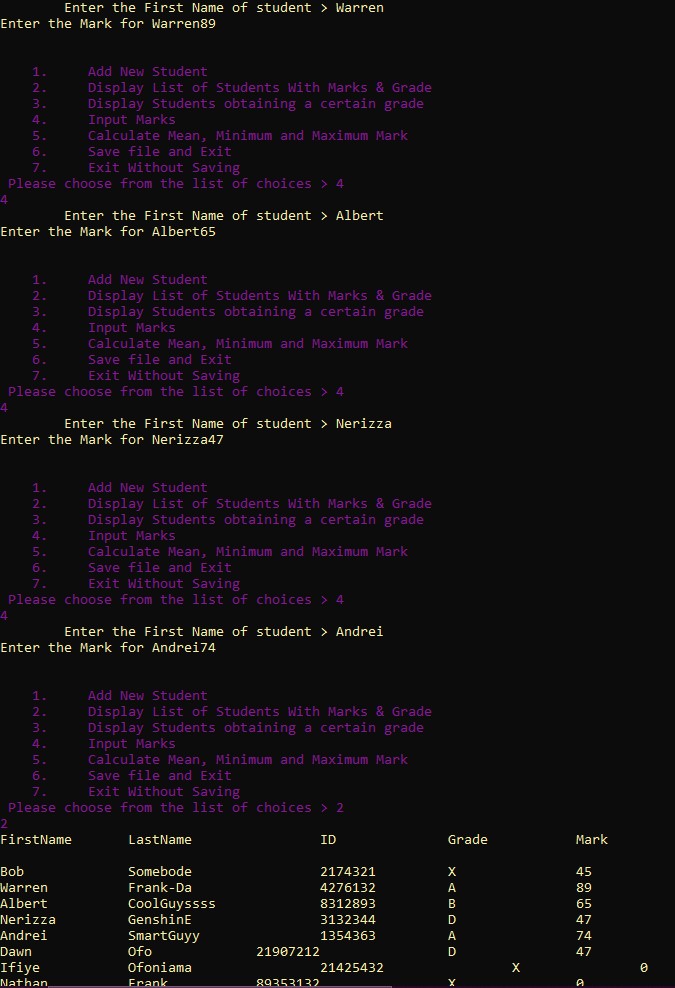 Enter the First Name of student > Warren
Enter the Mark for Warren89
1. Add New Student
2. Display List of Students With Marks & Grade
3. Display Students obtaining a certain grade
4. Input Marks
5. Calculate Mean, Minimum and Maximum Mark
6. Save file and Exit
7. Exit Without Saving
Please choose from the list of choices > 4
4
Enter the First Name of student > Albert
Enter the Mark for Albert65
1. Add New Student
2. Display List of Students With Marks & Grade
3. Display Students obtaining a certain grade
4. Input Marks
5. Calculate Mean, Minimum and Maximum Mark
6. Save file and Exit
7. Exit Without Saving
Please choose from the list of choices > 4
4
Enter the First Name of student > Nerizza
Enter the Mark for Nerizza47
1. Add New Student
2. Display List of Students With Marks & Grade
3. Display Students obtaining a certain grade
4. Input Marks
5. Calculate Mean, Minimum and Maximum Mark
6. Save file and Exit
7. Exit Without Saving
Please choose from the list of choices > 4
4
Enter the First Name of student > Andrei
Enter the Mark for Andrei74
1. Add New Student
2. Display List of Students With Marks & Grade
3. Display Students obtaining a certain grade
4. Input Marks
5. Calculate Mean, Minimum and Maximum Mark
6. Save file and Exit
7. Exit Without Saving
Please choose from the list of choices > 2
2
FirstName LastName ID Grade Mark
Bob Somebode 2174321 X 45
Warren Frank-Da 4276132 A 89
Albert CoolGuyssss 8312893 B 65
Nerizza GenshinE 3132344 D 47
Andrei SmartGuyy 1354363 A 74
Dawn Ofo 21907212 D 47
Ifiye Ofoniama 21425432 X 0
Nathan Frank 89353132 X 0